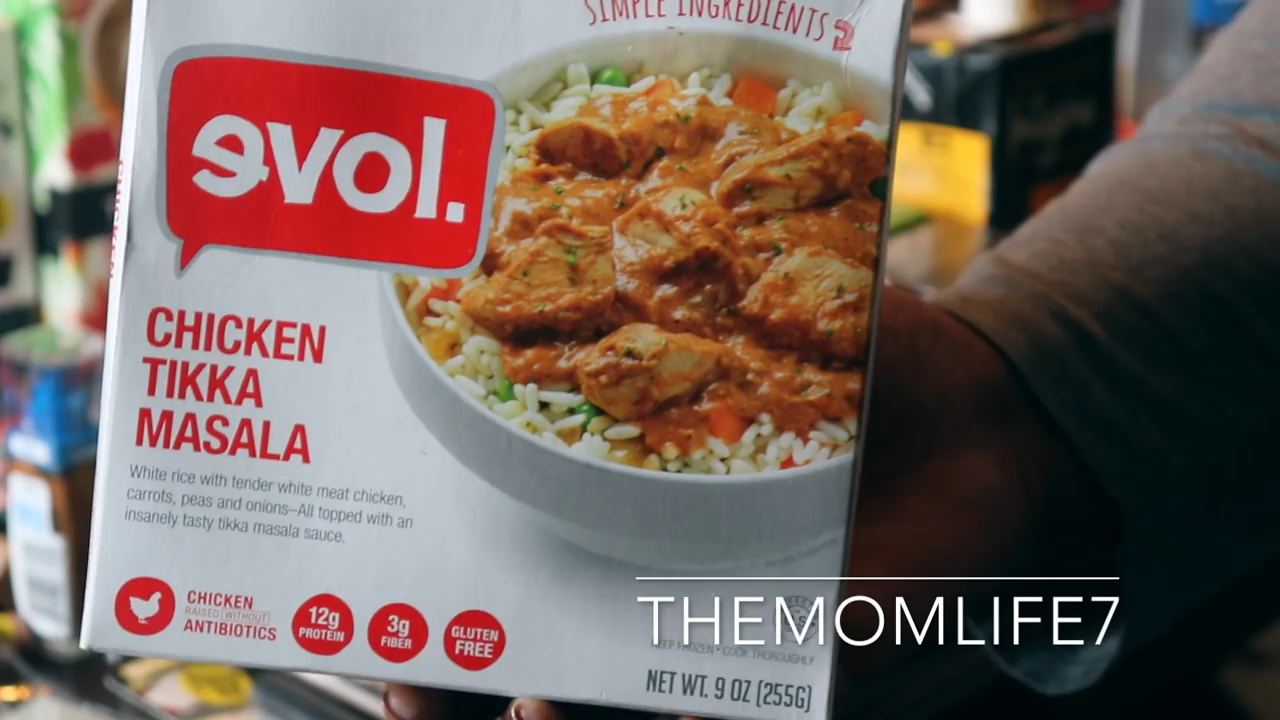 SIMPLE INGREDIENTS
evol.
CHICKEN
TIKKA
MASALA
White rice with tender white meat chicken,
carrots, peas and onions–All topped with an
insanely tasty tikka masala sauce.
CHICKEN
RAISED WITHOUT
ANTIBIOTICS
12g
PROTEIN
3g
FIBER
GLUTEN
FREE
THEMOMLIFE7
KEEP FROZEN • COOK THOROUGHLY
NET WT. 9 OZ (255G)